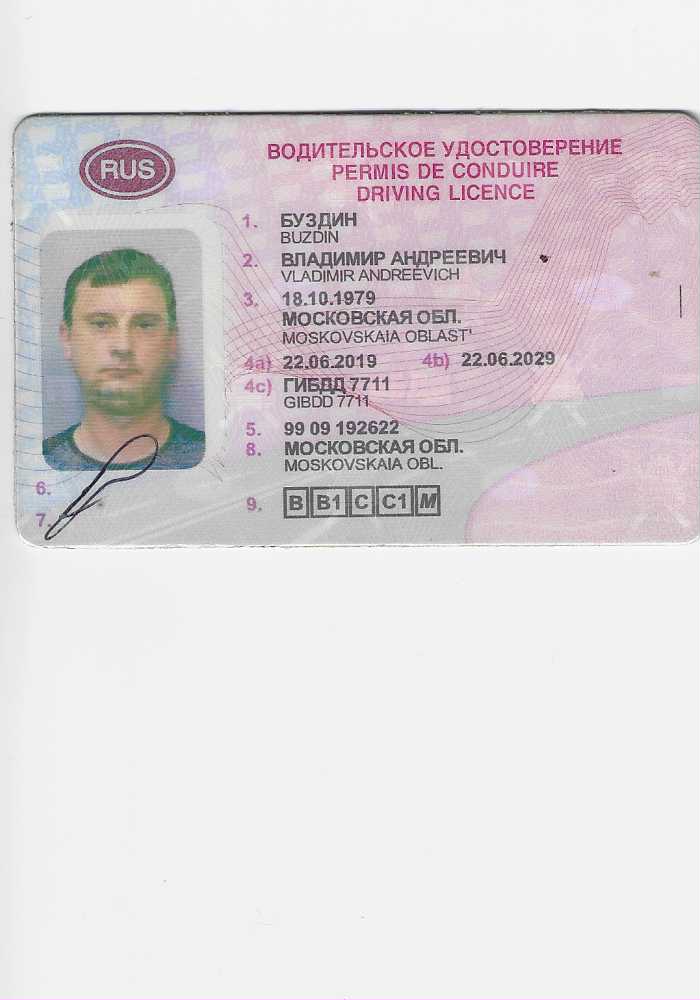 RUS
ВОДИТЕЛЬСКОЕ УДОСТОВЕРЕНИЕ
PERMIS DE CONDUIRE
DRIVING LICENCE
1. БУЗДИН
BUZDIN
2. ВЛАДИМИР АНДРЕЕВИЧ
VLADIMIR ANDREEVICH
3. 18.10.1979
МОСКОВСКАЯ ОБЛ.
MOSKOVSKAIA OBLAST'
4a) 22.06.2019 4b) 22.06.2029
4c) ГИБДД 7711
GIBDD 7711
5. 99 09 192622
8. МОСКОВСКАЯ ОБЛ.
MOSKOVSKAIA OBL.
6.
7.
9. B B1 C C1 M